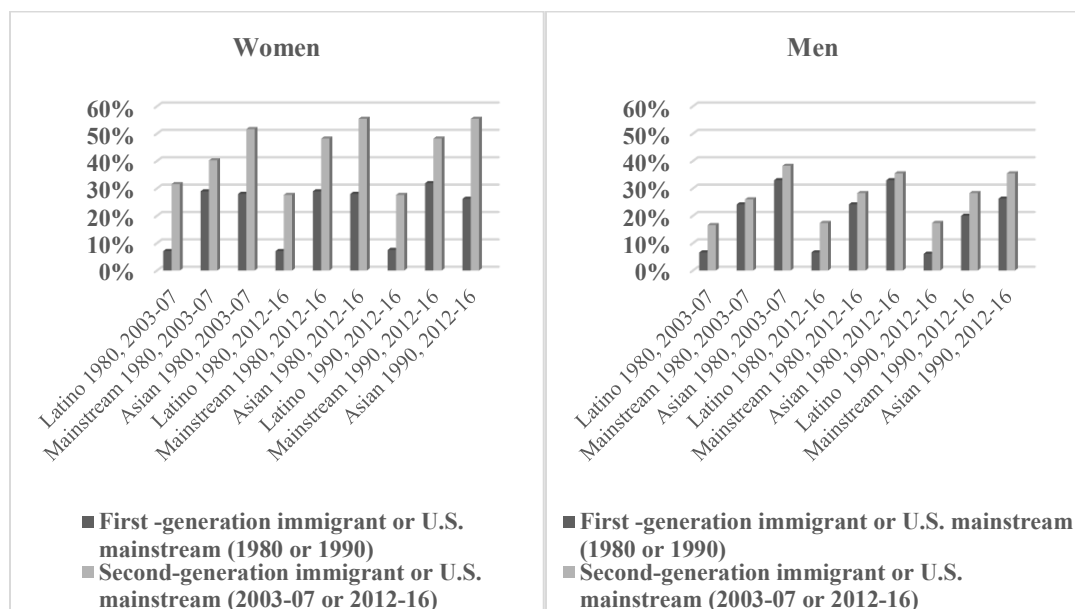 Women
60%
50%
40%
30%
20%
10%
0%
Latino 1980, 2003-07
Mainstream 1980, 2003-07
Asian 1980, 2003-07
Latino 1980, 2012-16
Mainstream 1980, 2012-16
Asian 1980, 2012-16
Latino 1990, 2012-16
Mainstream 1990, 2012-16
Asian 1990, 2012-16
First -generation immigrant or U.S.
mainstream (1980 or 1990)
Second-generation immigrant or U.S.
mainstream (2003-07 or 2012-16)
Men
60%
50%
40%
30%
20%
10%
0%
Latino 1980, 2003-07
Mainstream 1980, 2003-07
Asian 1980, 2003-07
Latino 1980, 2012-16
Mainstream 1980, 2012-16
Asian 1980, 2012-16
Latino 1990, 2012-16
Mainstream 1990, 2012-16
Asian 1990, 2012-16
First -generation immigrant or U.S. mainstream
(1980 or 1990)
Second-generation immigrant or U.S.
mainstream (2003-07 or 2012-16)